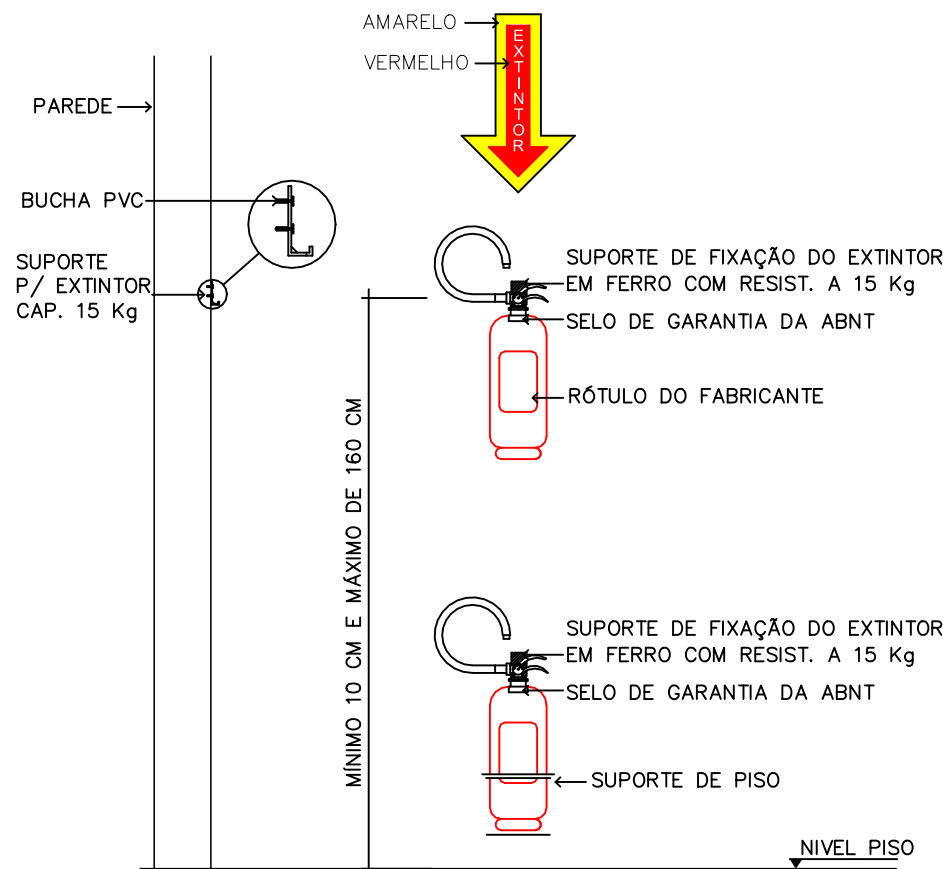 AMARELO
VERMELHO
EXTINTOR
PAREDE
BUCHA PVC
SUPORTE
P/ EXTINTOR
CAP. 15 Kg
SUPORTE DE FIXAÇÃO DO EXTINTOR
EM FERRO COM RESIST. A 15 Kg
SELO DE GARANTIA DA ABNT
RÓTULO DO FABRICANTE
MÍNIMO 10 CM E MÁXIMO DE 160 CM
SUPORTE DE FIXAÇÃO DO EXTINTOR
EM FERRO COM RESIST. A 15 Kg
SELO DE GARANTIA DA ABNT
SUPORTE DE PISO
NIVEL PISO